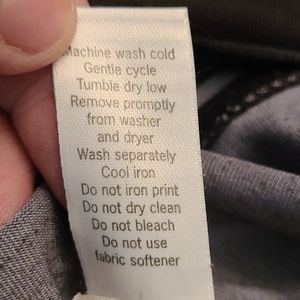 Machine wash cold
Gentle cycle
Tumble dry low
Remove promptly
from washer
and dryer
Wash separately
Cool iron
Do not iron print
Do not dry clean
Do not bleach
Do not use
fabric softener